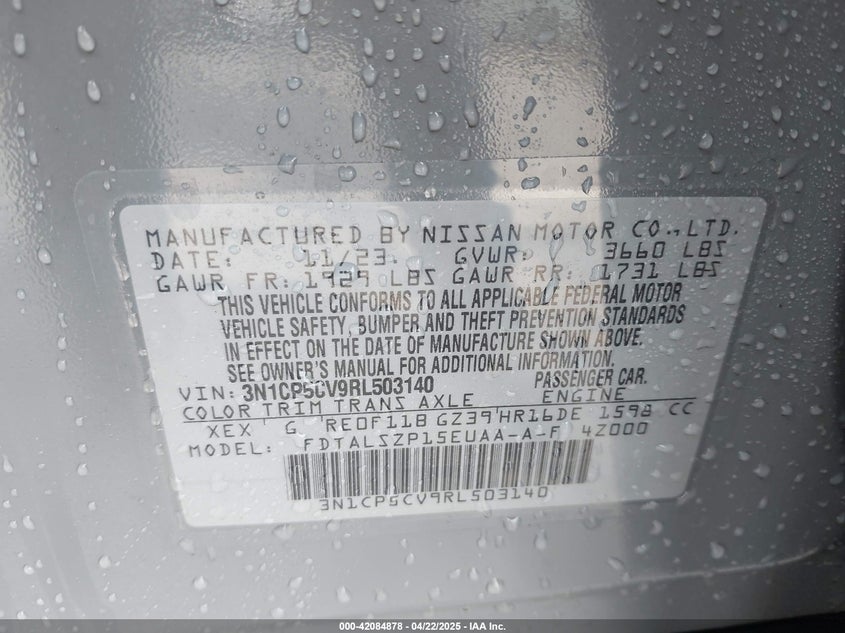 MANUFACTURED BY NISSAN MOTOR CO.,LTD.
DATE: 11/23 GVWR: 3660 LBS
GAWR FR: 1929 LBS GAWR RR: 1731 LBS
THIS VEHICLE CONFORMS TO ALL APPLICABLE FEDERAL MOTOR
VEHICLE SAFETY, BUMPER AND THEFT PREVENTION STANDARDS
IN EFFECT ON THE DATE OF MANUFACTURE SHOWN ABOVE.
SEE OWNER'S MANUAL FOR ADDITIONAL INFORMATION.
VIN: 3N1CP5CV9RL503140 PASSENGER CAR.
COLOR TRIM TRANS AXLE ENGINE
XEX G RE0F11B GZ39 HR16DE 1598 CC
MODEL: FDTALSZP15EUAA-A-F 4Z000
3N1CP5CV9RL503140
000-42084878 - 04/22/2025 - IAA Inc.